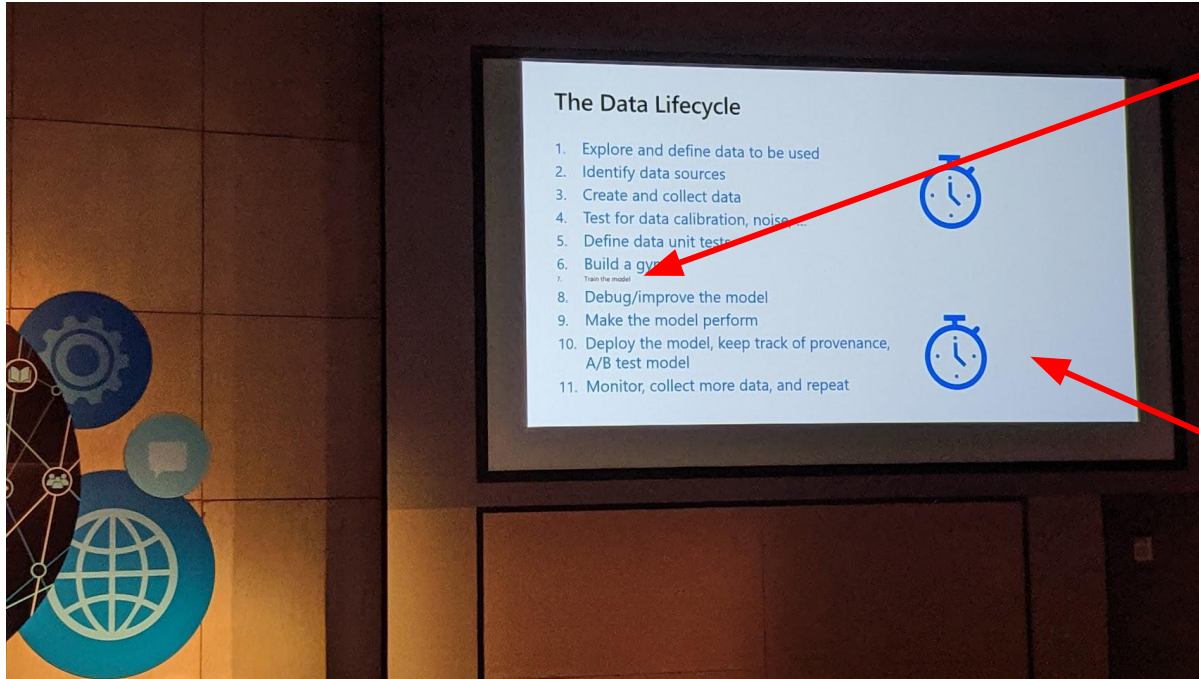 The Data Lifecycle
1. Explore and define data to be used
2. Identify data sources
3. Create and collect data
4. Test for data calibration, noise, ...
5. Define data unit tests
6. Build a
7. Train the model
8. Debug/improve the model
9. Make the model perform
10. Deploy the model, keep track of provenance,
A/B test model
11. Monitor, collect more data, and repeat